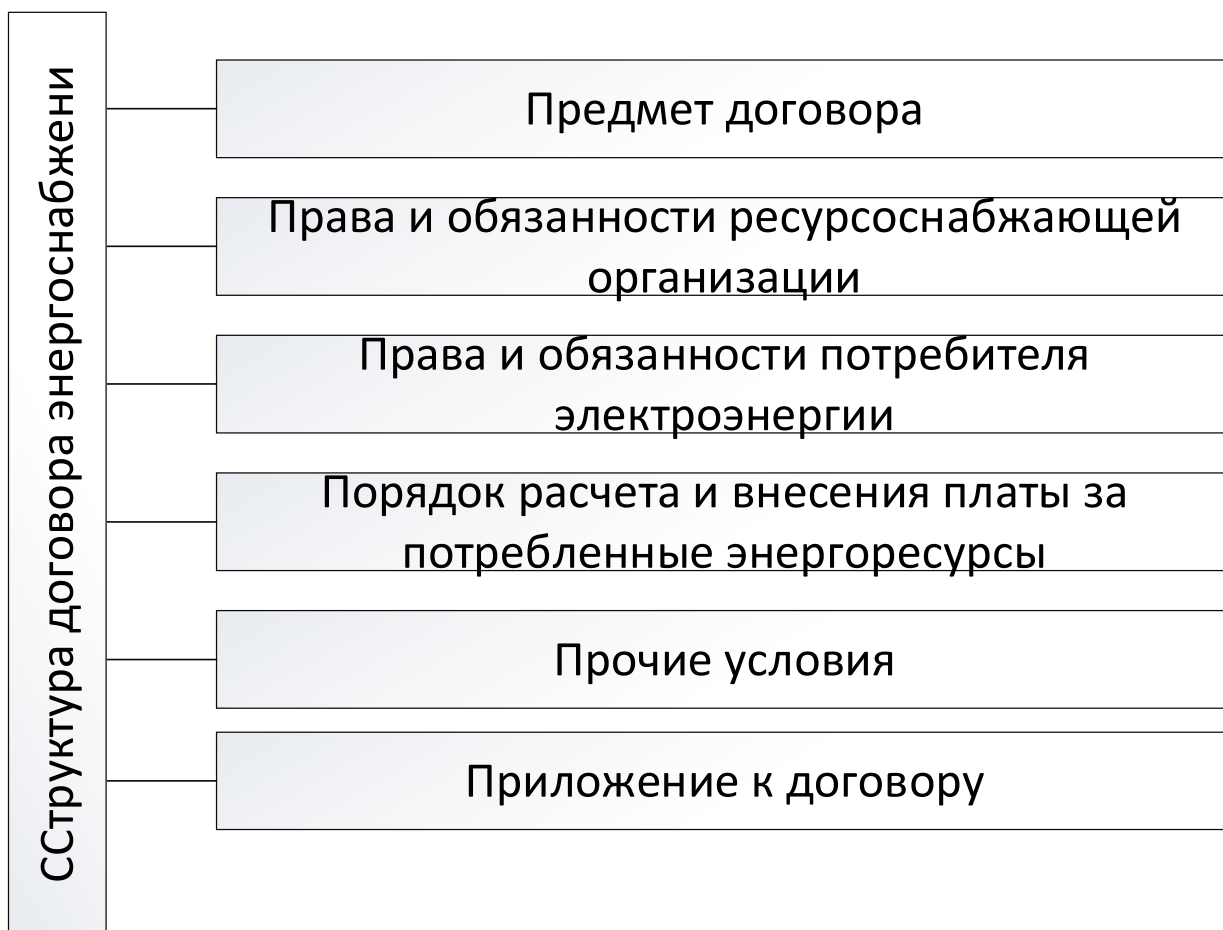 ССтруктура договора энергоснабжени
Предмет договора
Права и обязанности ресурсоснабжающей
организации
Права и обязанности потребителя
электроэнергии
Порядок расчета и внесения платы за
потребленные энергоресурсы
Прочие условия
Приложение к договору